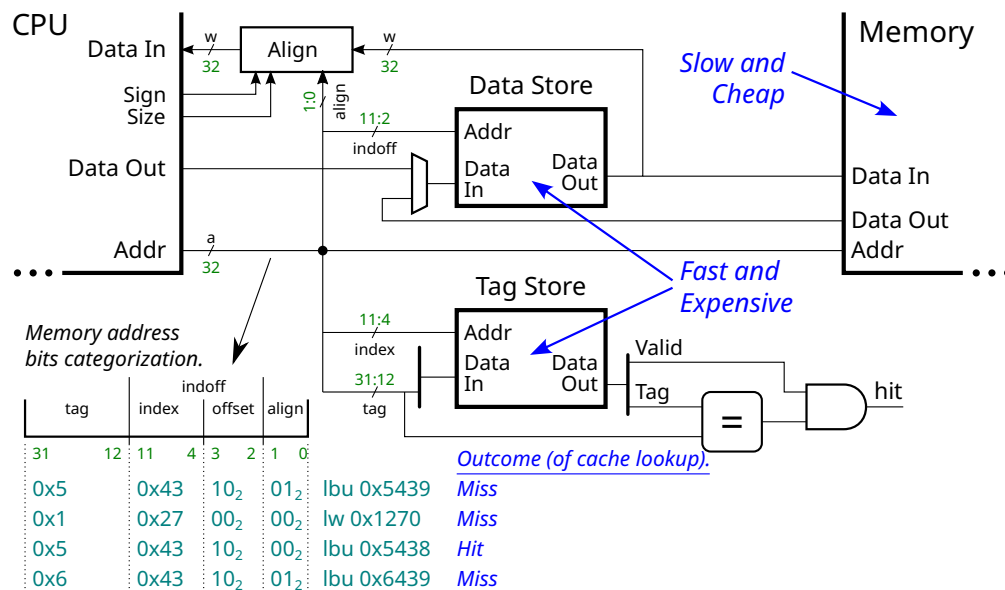 CPU
Memory
Data In
w
32
Align
w
32
Slow and
Cheap
Sign
Size
1:0
align
Data Store
11:2
indoff
Addr
Data
In
Data
Out
Data Out
Data In
Data Out
Addr
a
32
Addr
Fast and
Expensive
Tag Store
Memory address
bits categorization.
11:4
index
Addr
Data
In
Data
Out
31:12
tag
Valid
Tag
=
hit
indoff
tag index offset align
31 12 11 4 3 2 1 0
Outcome (of cache lookup).
0x5 0x43 10₂ 01₂ lbu 0x5439 Miss
0x1 0x27 00₂ 00₂ lw 0x1270 Miss
0x5 0x43 10₂ 00₂ lbu 0x5438 Hit
0x6 0x43 10₂ 01₂ lbu 0x6439 Miss